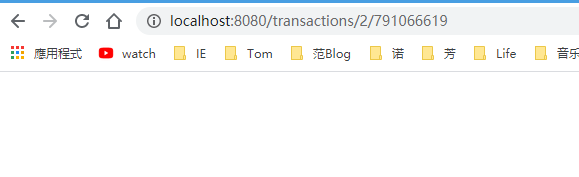 localhost:8080/transactions/2/791066619
應用程式 watch IE Tom 范Blog 诺 芳 Life 音乐